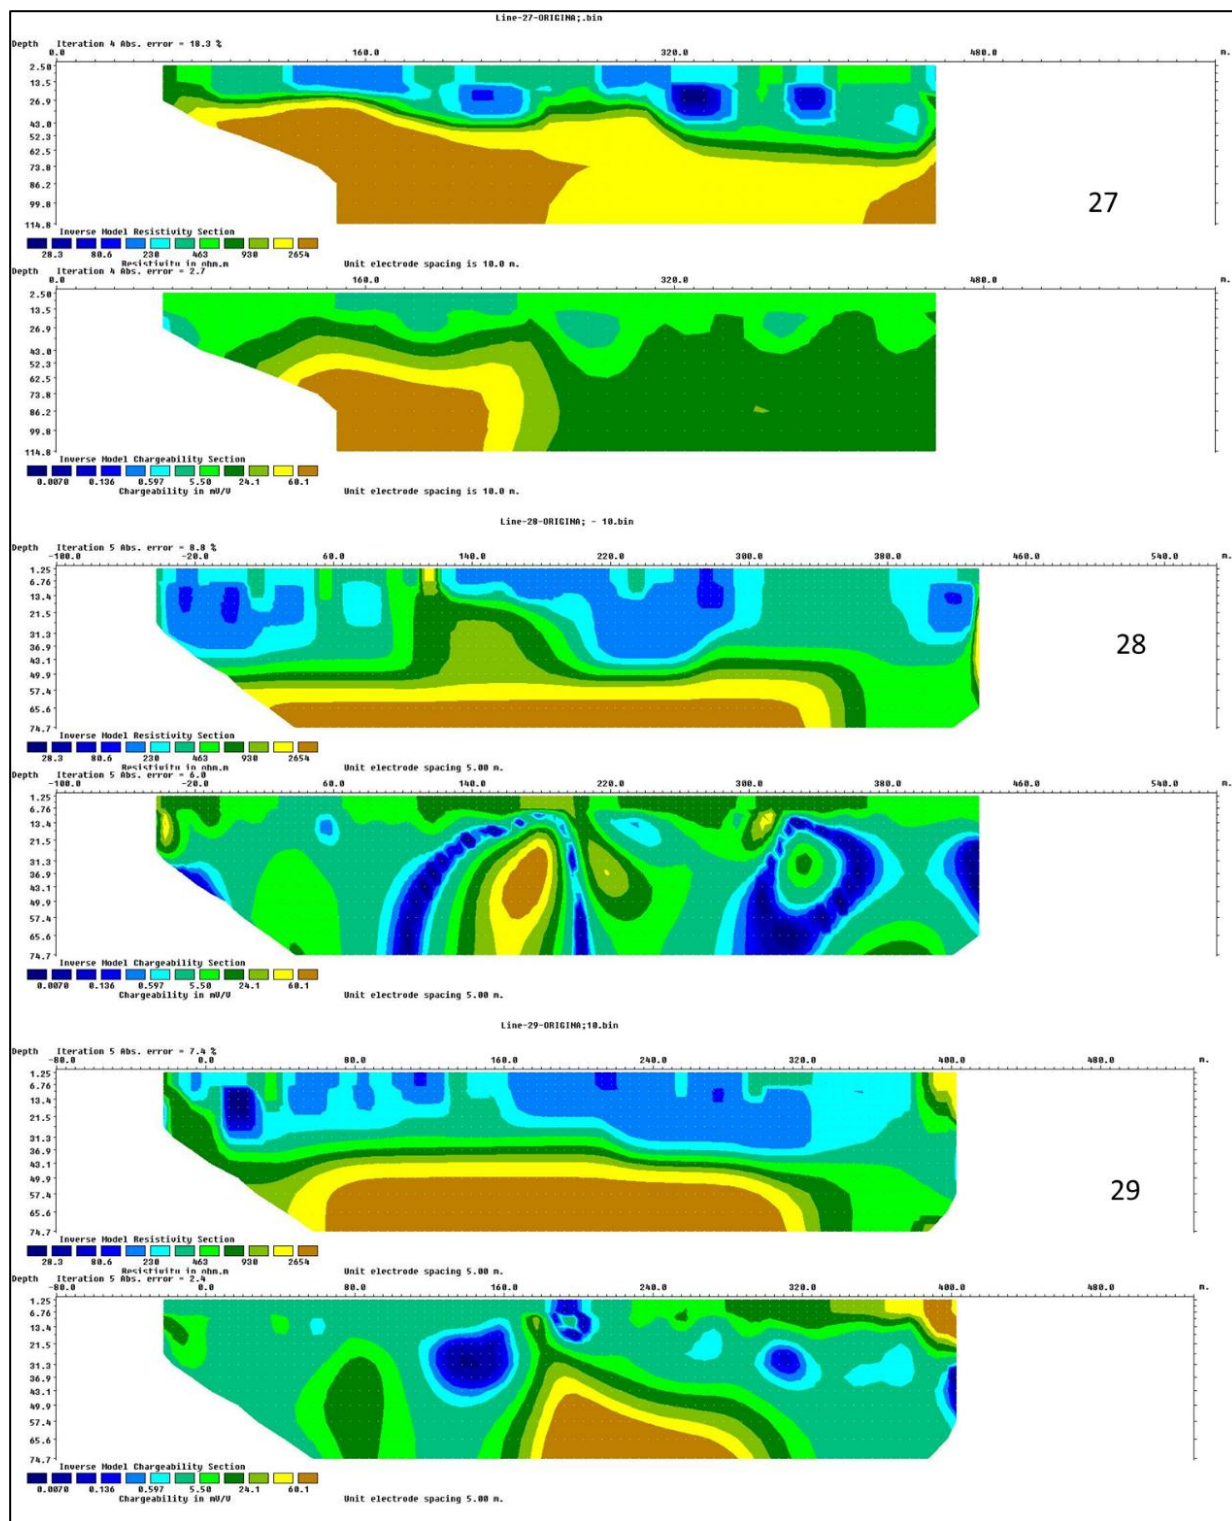 Line-27-ORIGINA;.bin
Depth Iteration 4 Abs. error = 18.3 %
0.0 160.0 320.0 480.0 m.
2.50
13.5
26.9
43.0
52.3
62.5
73.8
86.2
99.8
114.8
27
Inverse Model Resistivity Section
28.3 80.6 230 463 930 2654
Resistivity in ohm.m Unit electrode spacing is 10.0 m.
Depth Iteration 4 Abs. error = 2.7
0.0 160.0 320.0 480.0 m.
2.50
13.5
26.9
43.0
52.3
62.5
73.8
86.2
99.8
114.8
Inverse Model Chargeability Section
0.0070 0.136 0.597 5.50 24.1 60.1
Chargeability in mV/V Unit electrode spacing is 10.0 m.
Line-28-ORIGINA; - 10.bin
Depth Iteration 5 Abs. error = 8.8 %
-100.0 -20.0 60.0 140.0 220.0 300.0 380.0 460.0 540.0 m.
1.25
6.76
13.4
21.5
31.3
36.9
43.1
49.9
57.4
65.6
74.7
28
Inverse Model Resistivity Section
28.3 80.6 230 463 930 2654
Resistivity in ohm.m Unit electrode spacing 5.00 m.
Depth Iteration 5 Abs. error = 6.0
-100.0 -20.0 60.0 140.0 220.0 300.0 380.0 460.0 540.0 m.
1.25
6.76
13.4
21.5
31.3
36.9
43.1
49.9
57.4
65.6
74.7
Inverse Model Chargeability Section
0.0070 0.136 0.597 5.50 24.1 60.1
Chargeability in mV/V Unit electrode spacing 5.00 m.
Line-29-ORIGINA;10.bin
Depth Iteration 5 Abs. error = 7.4 %
-80.0 0.0 80.0 160.0 240.0 320.0 400.0 480.0 m.
1.25
6.76
13.4
21.5
31.3
36.9
43.1
49.9
57.4
65.6
74.7
29
Inverse Model Resistivity Section
28.3 80.6 230 463 930 2654
Resistivity in ohm.m Unit electrode spacing 5.00 m.
Depth Iteration 5 Abs. error = 2.4
-80.0 0.0 80.0 160.0 240.0 320.0 400.0 480.0 m.
1.25
6.76
13.4
21.5
31.3
36.9
43.1
49.9
57.4
65.6
74.7
Inverse Model Chargeability Section
0.0070 0.136 0.597 5.50 24.1 60.1
Chargeability in mV/V Unit electrode spacing 5.00 m.